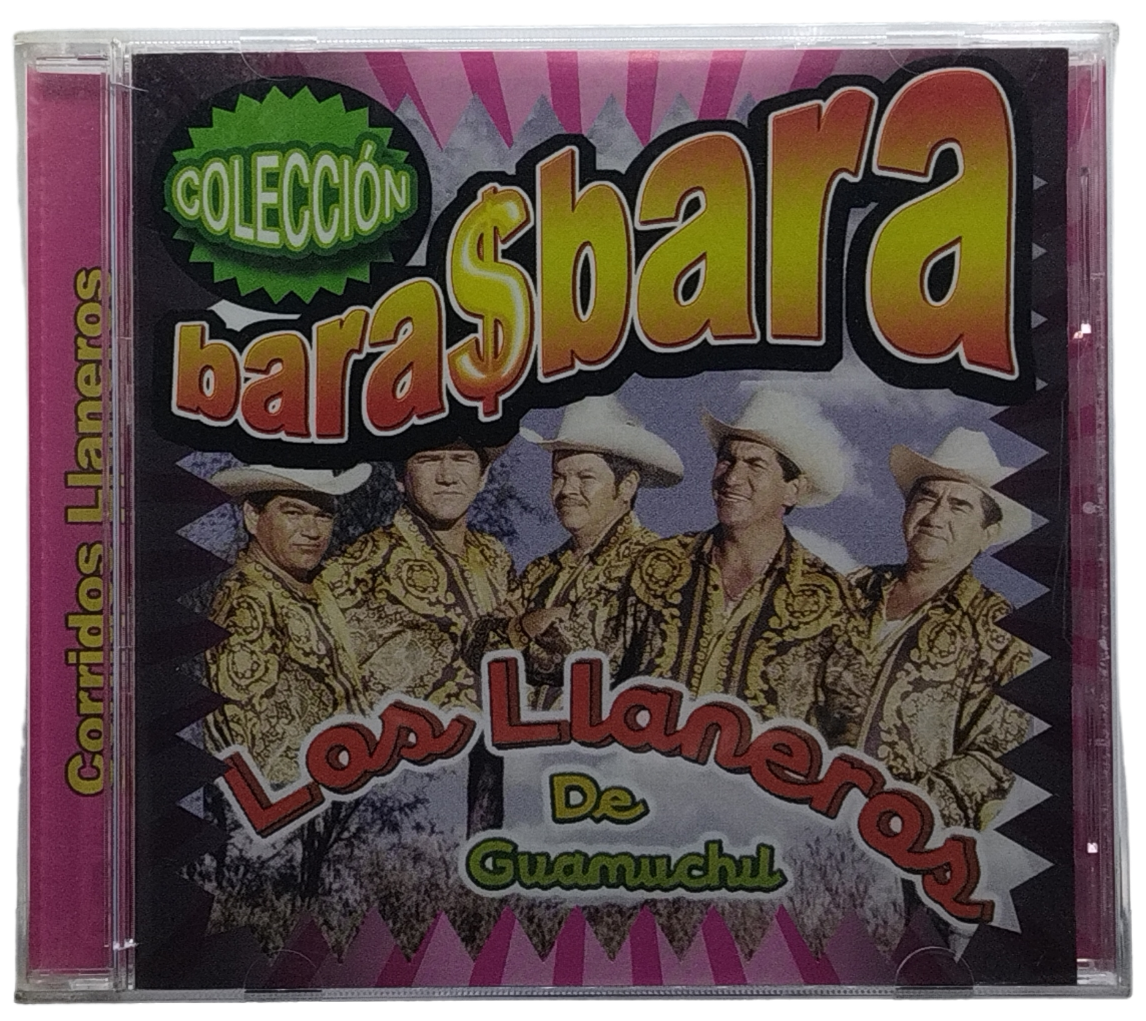 Corridos Llaneros
COLECCIÓN
bara$bara
Los Llaneros
De
Guamuchil